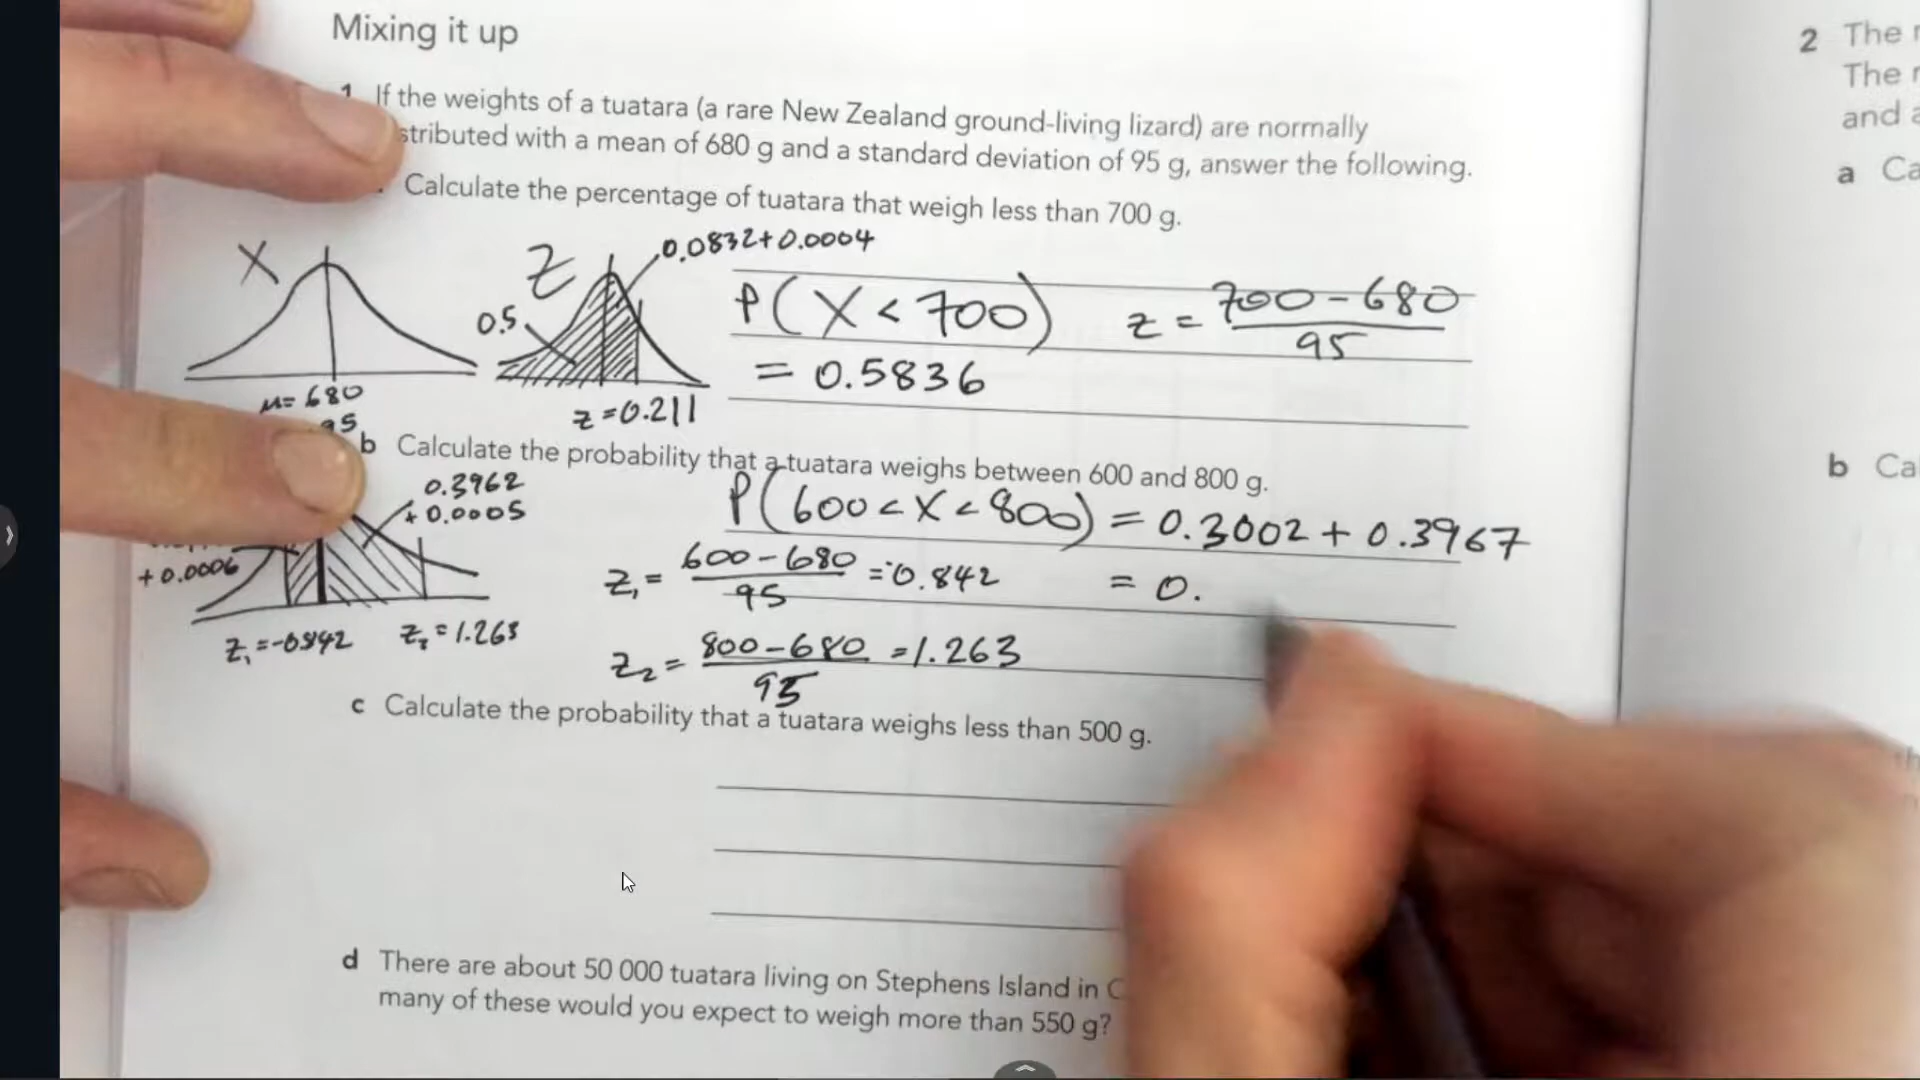 Mixing it up
1 If the weights of a tuatara (a rare New Zealand ground-living lizard) are normally
stributed with a mean of 680 g and a standard deviation of 95 g, answer the following.
Calculate the percentage of tuatara that weigh less than 700 g.
X
μ= 680
95
Z
0.0832+0.0004
0.5
z=0.211
P(X < 700)
z = 700-680
95
= 0.5836
b Calculate the probability that a tuatara weighs between 600 and 800 g.
0.3962
+ 0.0005
+ 0.0006
z₁=-0.842 z₂=1.263
P(600 < X < 800) = 0.3002 + 0.3967
z₁ = 600-680 = -0.842
95
= 0.
z₂ = 800-680 = 1.263
95
c Calculate the probability that a tuatara weighs less than 500 g.
d There are about 50 000 tuatara living on Stephens Island in C
many of these would you expect to weigh more than 550 g?
2 The
The
and a
a Ca
b Ca